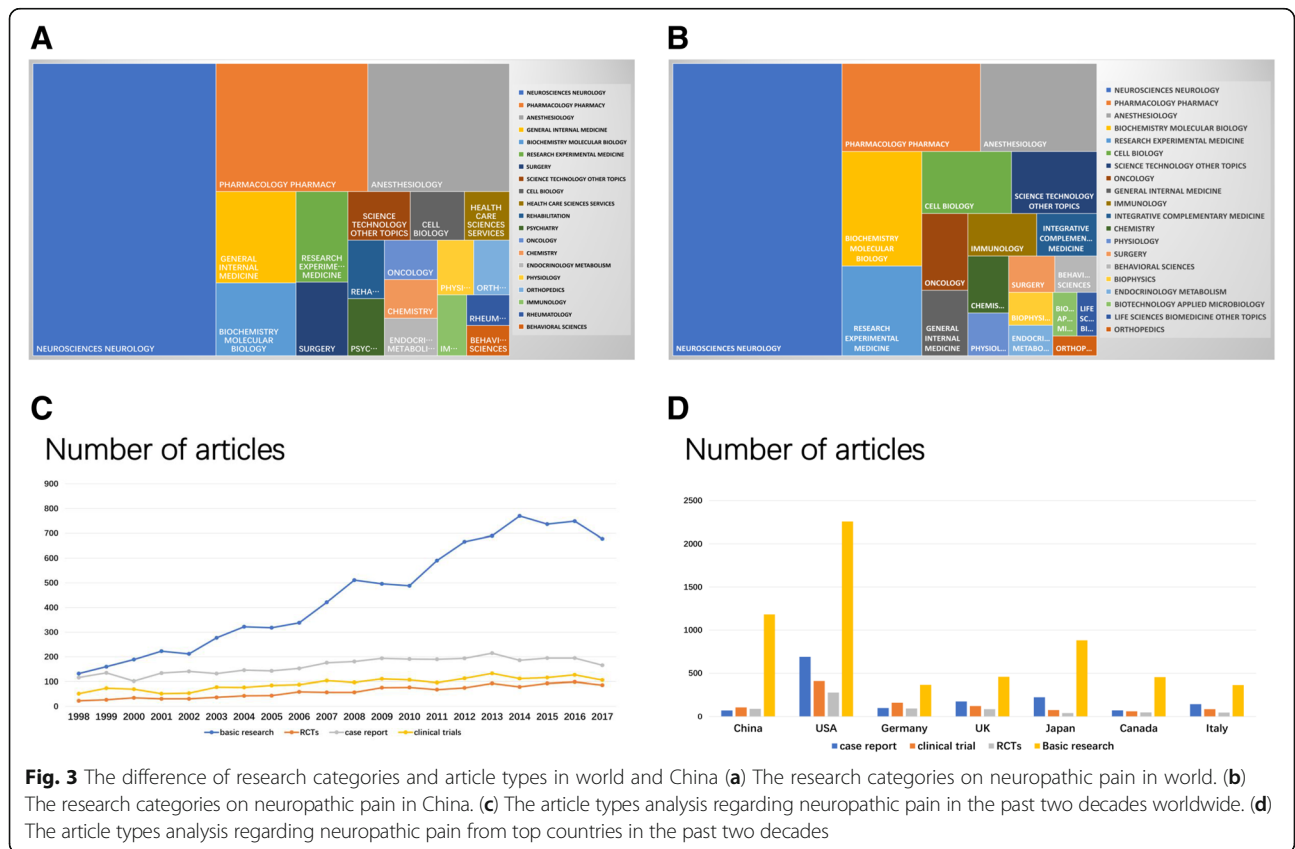 A
NEUROSCIENCES NEUROLOGY
PHARMACOLOGY PHARMACY
ANESTHESIOLOGY
GENERAL
INTERNAL
MEDICINE
RESEARCH
EXPERIME···
MEDICINE
SCIENCE
TECHNOLOGY
OTHER TOPICS
CELL
BIOLOGY
HEALTH
CARE
SCIENCES
SERVICES
BIOCHEMISTRY
MOLECULAR
BIOLOGY
SURGERY
REHA···
PSYC···
ONCOLOGY
CHEMISTRY
ENDOCRI···
METABOLI···
PHYSI···
ORTH···
IM···
RHEUM···
BEHAVI···
SCIENCES
NEUROSCIENCES NEUROLOGY
PHARMACOLOGY PHARMACY
ANESTHESIOLOGY
GENERAL INTERNAL MEDICINE
BIOCHEMISTRY MOLECULAR BIOLOGY
RESEARCH EXPERIMENTAL MEDICINE
SURGERY
SCIENCE TECHNOLOGY OTHER TOPICS
CELL BIOLOGY
HEALTH CARE SCIENCES SERVICES
REHABILITATION
PSYCHIATRY
ONCOLOGY
CHEMISTRY
ENDOCRINOLOGY METABOLISM
PHYSIOLOGY
ORTHOPEDICS
IMMUNOLOGY
RHEUMATOLOGY
BEHAVIORAL SCIENCES
B
NEUROSCIENCES NEUROLOGY
PHARMACOLOGY PHARMACY
ANESTHESIOLOGY
BIOCHEMISTRY
MOLECULAR
BIOLOGY
CELL BIOLOGY
SCIENCE TECHNOLOGY
OTHER TOPICS
RESEARCH
EXPERIMENTAL
MEDICINE
ONCOLOGY
GENERAL
INTERNAL
MEDICINE
IMMUNOLOGY
INTEGRATIVE
COMPLEMEN...
MEDICINE
CHEMIS...
PHYSIOL...
SURGERY
BEHAVI...
SCIENCES
BIOPHYSI...
ENDOCRI...
METABO...
BIO...
AP...
MI...
LIFE
SC...
BI...
ORTHOP...
NEUROSCIENCES NEUROLOGY
PHARMACOLOGY PHARMACY
ANESTHESIOLOGY
BIOCHEMISTRY MOLECULAR BIOLOGY
RESEARCH EXPERIMENTAL MEDICINE
CELL BIOLOGY
SCIENCE TECHNOLOGY OTHER TOPICS
ONCOLOGY
GENERAL INTERNAL MEDICINE
IMMUNOLOGY
INTEGRATIVE COMPLEMENTARY MEDICINE
CHEMISTRY
PHYSIOLOGY
SURGERY
BEHAVIORAL SCIENCES
BIOPHYSICS
ENDOCRINOLOGY METABOLISM
BIOTECHNOLOGY APPLIED MICROBIOLOGY
LIFE SCIENCES BIOMEDICINE OTHER TOPICS
ORTHOPEDICS
C
Number of articles
900
800
700
600
500
400
300
200
100
0
1998 1999 2000 2001 2002 2003 2004 2005 2006 2007 2008 2009 2010 2011 2012 2013 2014 2015 2016 2017
basic research RCTs case report clinical trials
D
Number of articles
2500
2000
1500
1000
500
0
China USA Germany UK Japan Canada Italy
case report clinical trial RCTs Basic research
Fig. 3 The difference of research categories and article types in world and China (a) The research categories on neuropathic pain in world. (b)
The research categories on neuropathic pain in China. (c) The article types analysis regarding neuropathic pain in the past two decades worldwide. (d)
The article types analysis regarding neuropathic pain from top countries in the past two decades